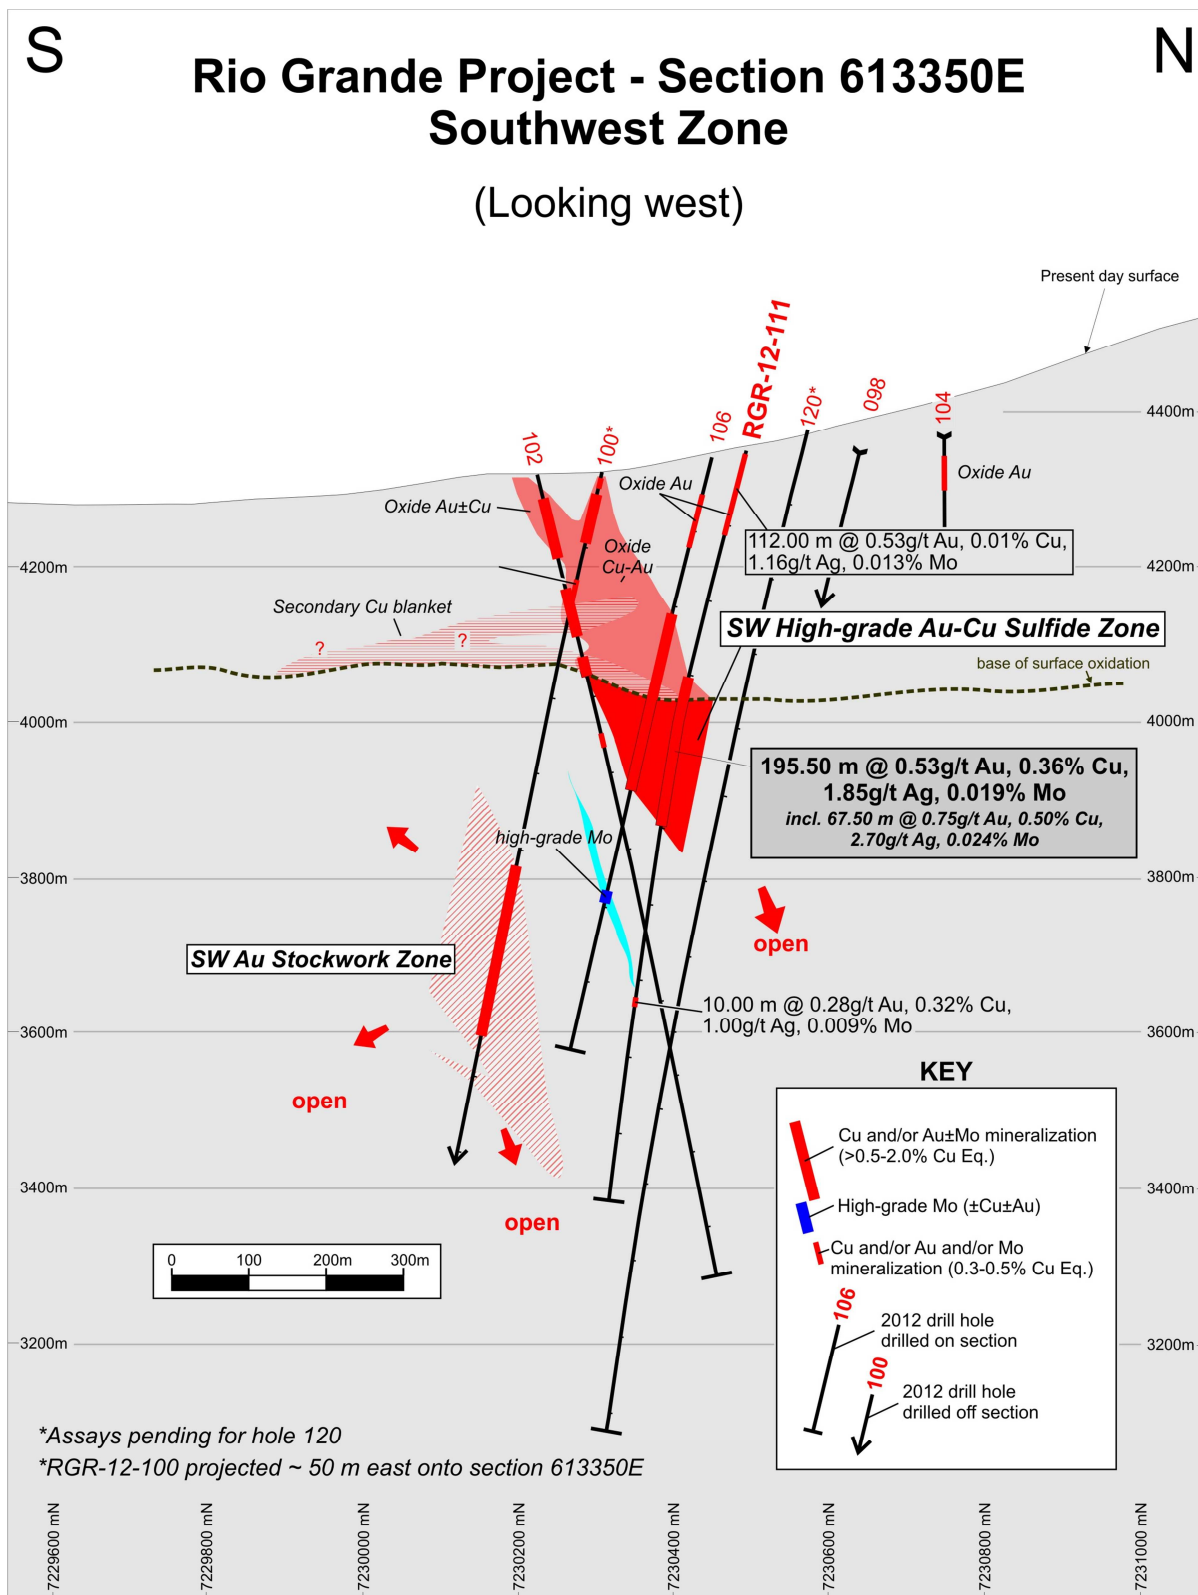 S
N
Rio Grande Project - Section 613350E
Southwest Zone
(Looking west)
Present day surface
RGR-12-111
102
100*
106
120*
098
104
4400m
Oxide Au
Oxide Au
Oxide Au±Cu
112.00 m @ 0.53g/t Au, 0.01% Cu,
1.16g/t Ag, 0.013% Mo
Oxide
Cu-Au
4200m
4200m
Secondary Cu blanket
?
?
SW High-grade Au-Cu Sulfide Zone
base of surface oxidation
4000m
4000m
195.50 m @ 0.53g/t Au, 0.36% Cu,
1.85g/t Ag, 0.019% Mo
incl. 67.50 m @ 0.75g/t Au, 0.50% Cu,
2.70g/t Ag, 0.024% Mo
high-grade Mo
3800m
3800m
open
SW Au Stockwork Zone
10.00 m @ 0.28g/t Au, 0.32% Cu,
1.00g/t Ag, 0.009% Mo
3600m
3600m
open
KEY
Cu and/or Au±Mo mineralization
(>0.5-2.0% Cu Eq.)
High-grade Mo (±Cu±Au)
Cu and/or Au and/or Mo
mineralization (0.3-0.5% Cu Eq.)
106
2012 drill hole
drilled on section
100
2012 drill hole
drilled off section
3400m
3400m
open
0 100 200m 300m
3200m
3200m
*Assays pending for hole 120
*RGR-12-100 projected ~ 50 m east onto section 613350E
7229600 mN
7229800 mN
7230000 mN
7230200 mN
7230400 mN
7230600 mN
7230800 mN
7231000 mN